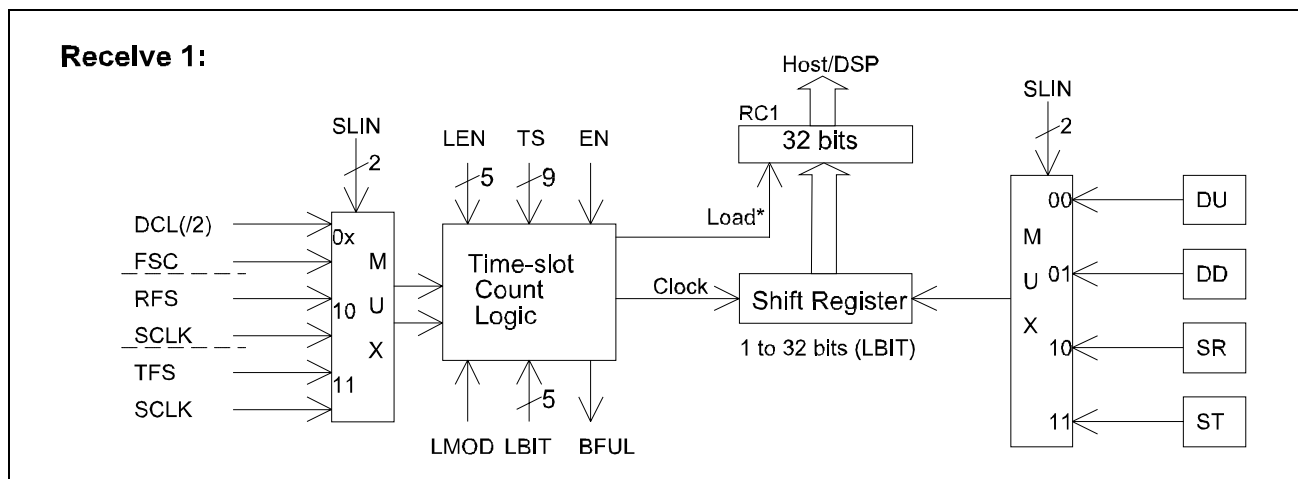 Recelve 1:
Host/DSP
SLIN
RC1
32 bits
2
SLIN
2
LEN
TS
EN
5
9
Load*
00
DU
DCL(/2)
0x
FSC
M
U
X
Time-slot
Count
Logic
Clock
Shift Register
M
U
X
01
DD
RFS
10
SCLK
1 to 32 bits (LBIT)
10
SR
TFS
11
SCLK
5
LMOD
LBIT
BFUL
11
ST